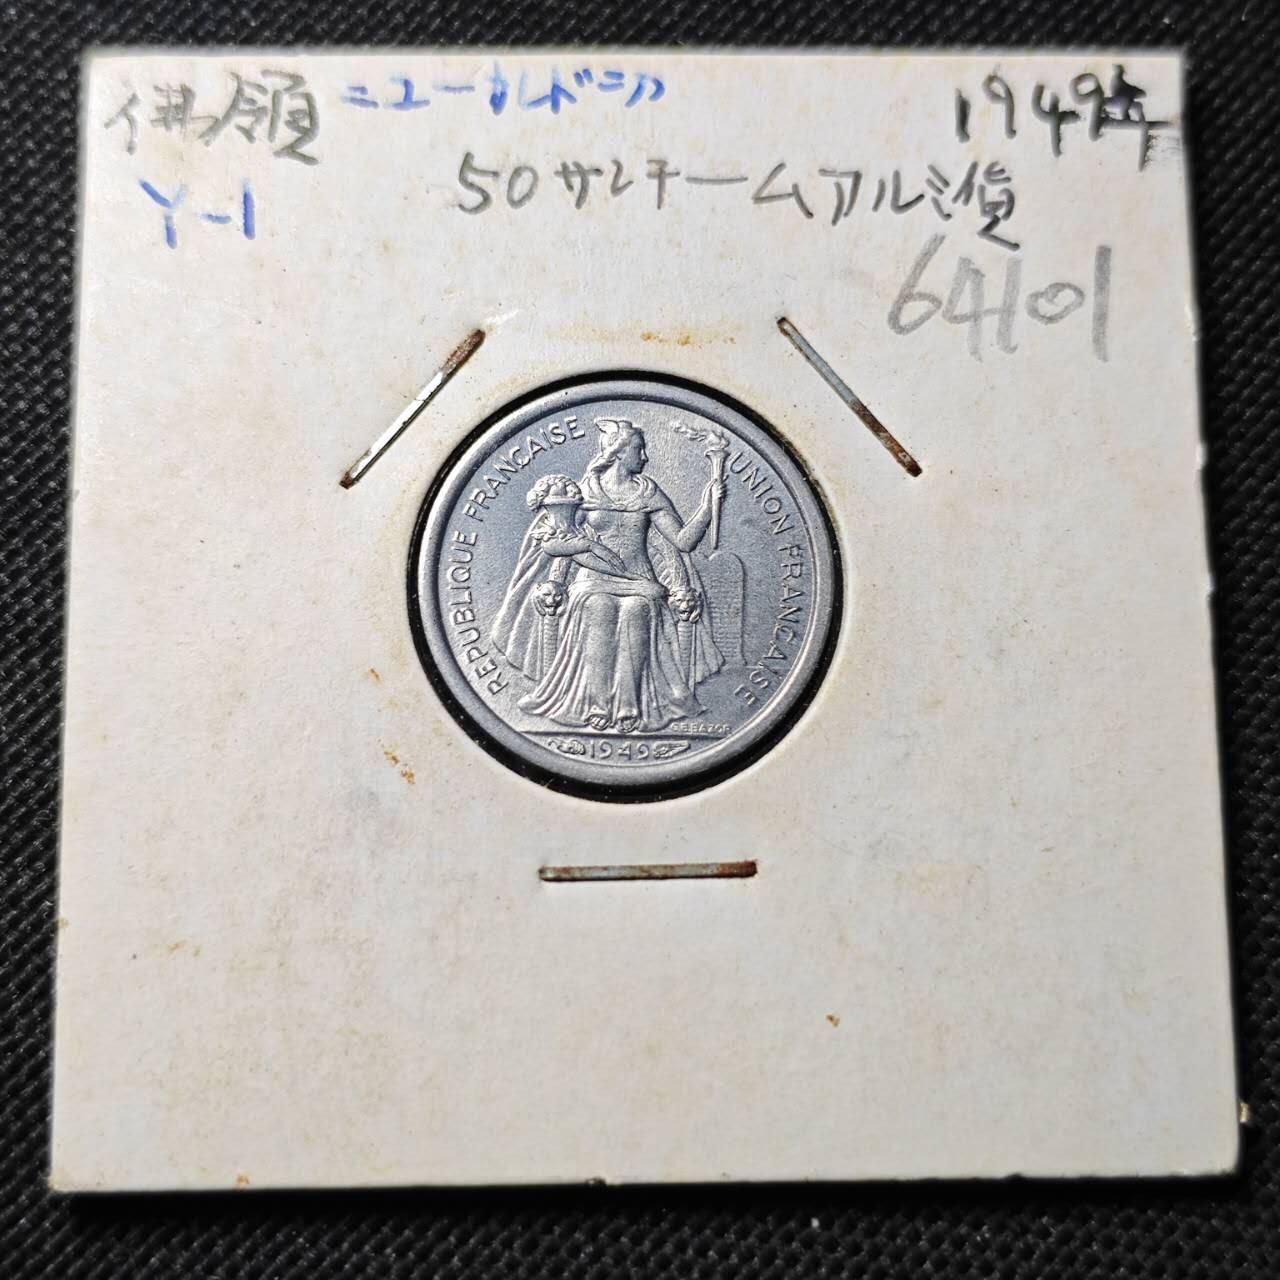 佛領 ニューカレドニア 1949年
Y-1 50サンチームアルミ貨
64101
REPUBLIQUE FRANCAISE
UNION FRANCAISE
G.B.BAZOR
1949